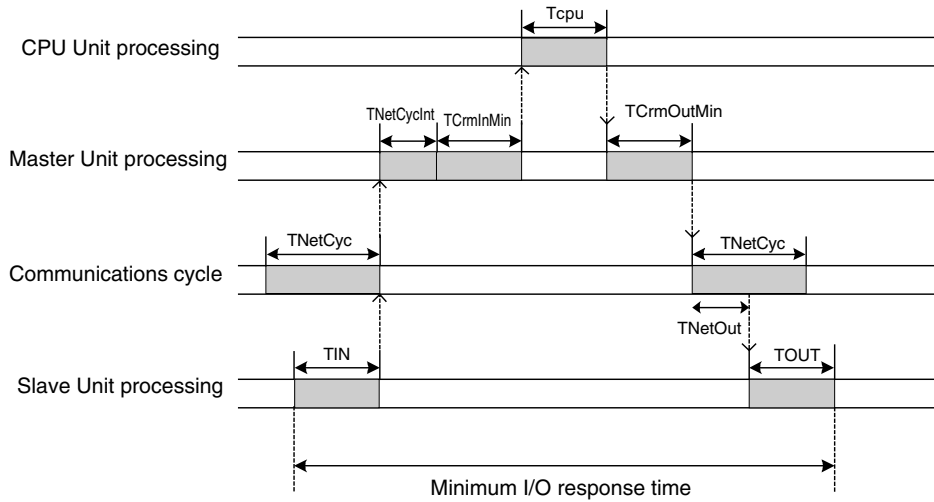 Tcpu
CPU Unit processing
TNetCycInt
TCrmInMin
TCrmOutMin
Master Unit processing
TNetCyc
TNetCyc
Communications cycle
TNetOut
TIN
TOUT
Slave Unit processing
Minimum I/O response time